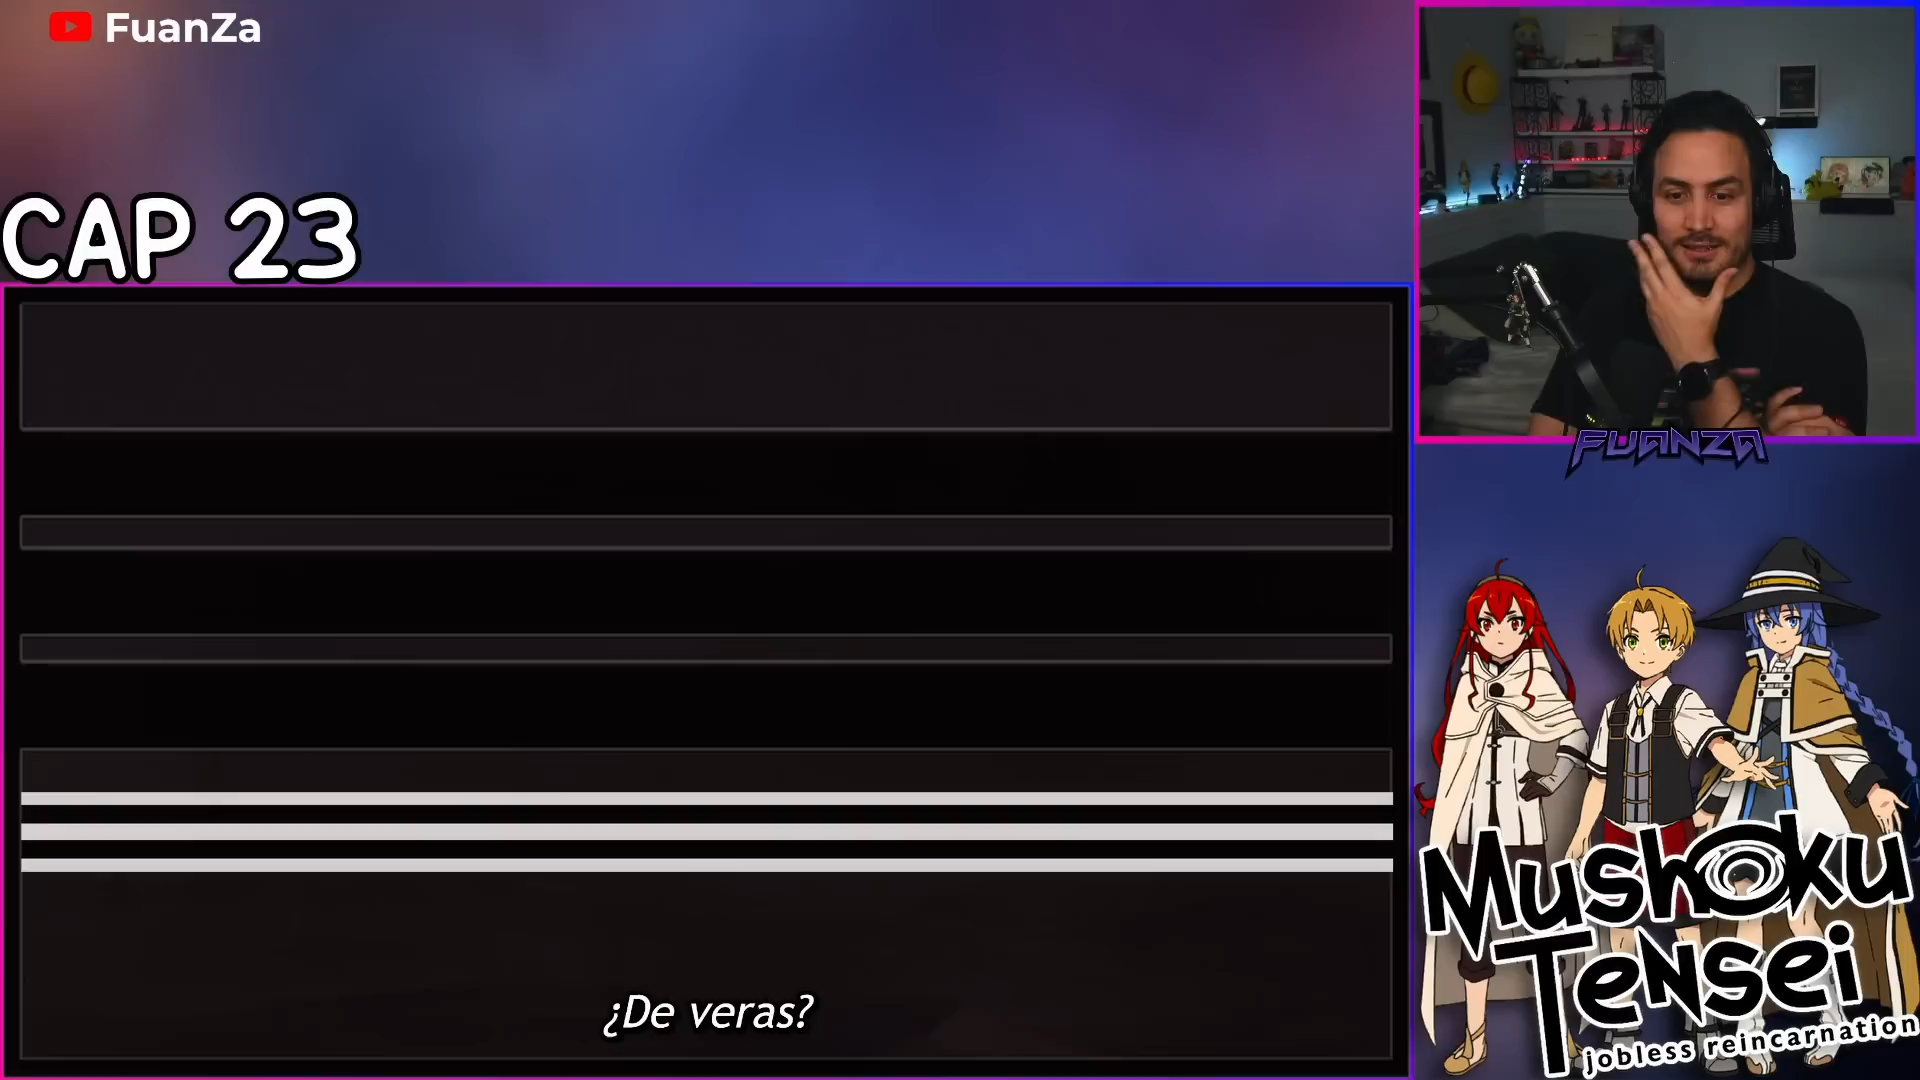 FuanZa
CAP 23
FUANZA
¿De veras?
Mushoku
Tensei
jobless reincarnation